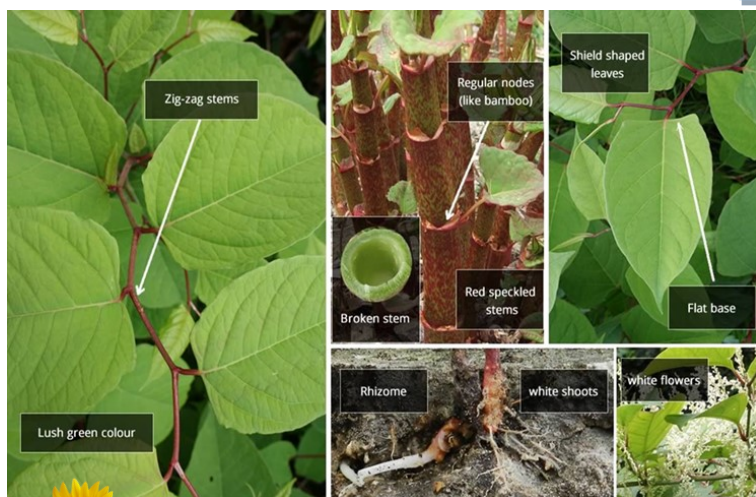 Zig-zag stems
Lush green colour
Regular nodes
(like bamboo)
Broken stem
Red speckled
stems
Shield shaped
leaves
Flat base
Rhizome
white shoots
white flowers